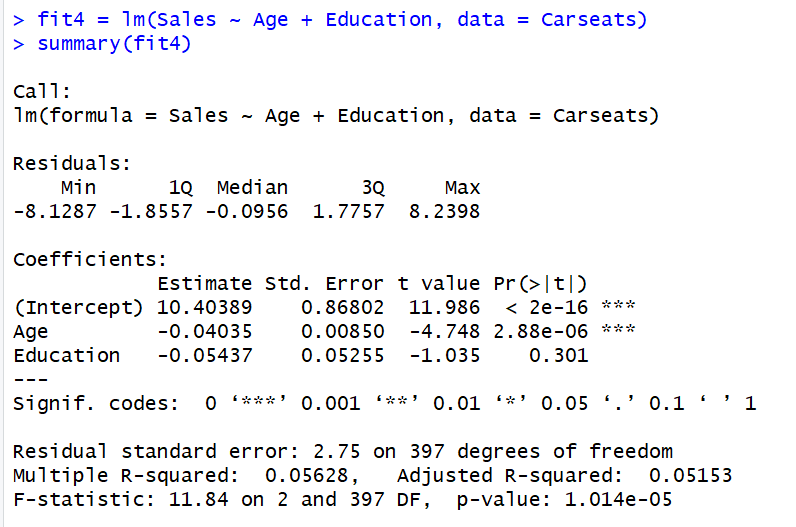 > fit4 = lm(Sales ~ Age + Education, data = Carseats)
> summary(fit4)
Call:
lm(formula = Sales ~ Age + Education, data = Carseats)
Residuals:
    Min      1Q  Median      3Q     Max
-8.1287 -1.8557 -0.0956  1.7757  8.2398
Coefficients:
            Estimate Std. Error t value Pr(>|t|)
(Intercept) 10.40389    0.86802  11.986  < 2e-16 ***
Age         -0.04035    0.00850  -4.748 2.88e-06 ***
Education   -0.05437    0.05255  -1.035    0.301
---
Signif. codes:  0 ‘***’ 0.001 ‘**’ 0.01 ‘*’ 0.05 ‘.’ 0.1 ‘ ’ 1
Residual standard error: 2.75 on 397 degrees of freedom
Multiple R-squared:  0.05628,   Adjusted R-squared:  0.05153
F-statistic: 11.84 on 2 and 397 DF,  p-value: 1.014e-05